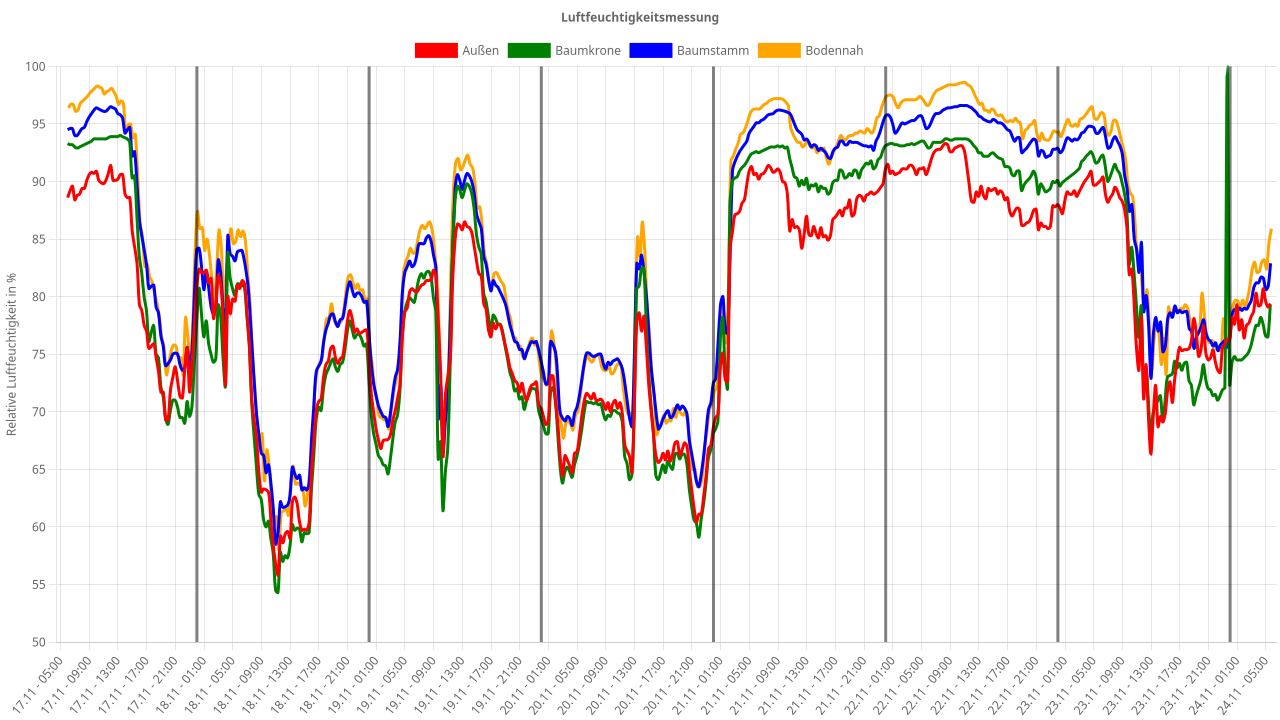 Luftfeuchtigkeitsmessung
Außen Baumkrone Baumstamm Bodennah
Relative Luftfeuchtigkeit in %
100
95
90
85
80
75
70
65
60
55
50
17.11 - 05:00
17.11 - 09:00
17.11 - 13:00
17.11 - 17:00
17.11 - 21:00
18.11 - 01:00
18.11 - 05:00
18.11 - 09:00
18.11 - 13:00
18.11 - 17:00
18.11 - 21:00
19.11 - 01:00
19.11 - 05:00
19.11 - 09:00
19.11 - 13:00
19.11 - 17:00
19.11 - 21:00
20.11 - 01:00
20.11 - 05:00
20.11 - 09:00
20.11 - 13:00
20.11 - 17:00
20.11 - 21:00
21.11 - 01:00
21.11 - 05:00
21.11 - 09:00
21.11 - 13:00
21.11 - 17:00
21.11 - 21:00
22.11 - 01:00
22.11 - 05:00
22.11 - 09:00
22.11 - 13:00
22.11 - 17:00
22.11 - 21:00
23.11 - 01:00
23.11 - 05:00
23.11 - 09:00
23.11 - 13:00
23.11 - 17:00
23.11 - 21:00
24.11 - 01:00
24.11 - 05:00